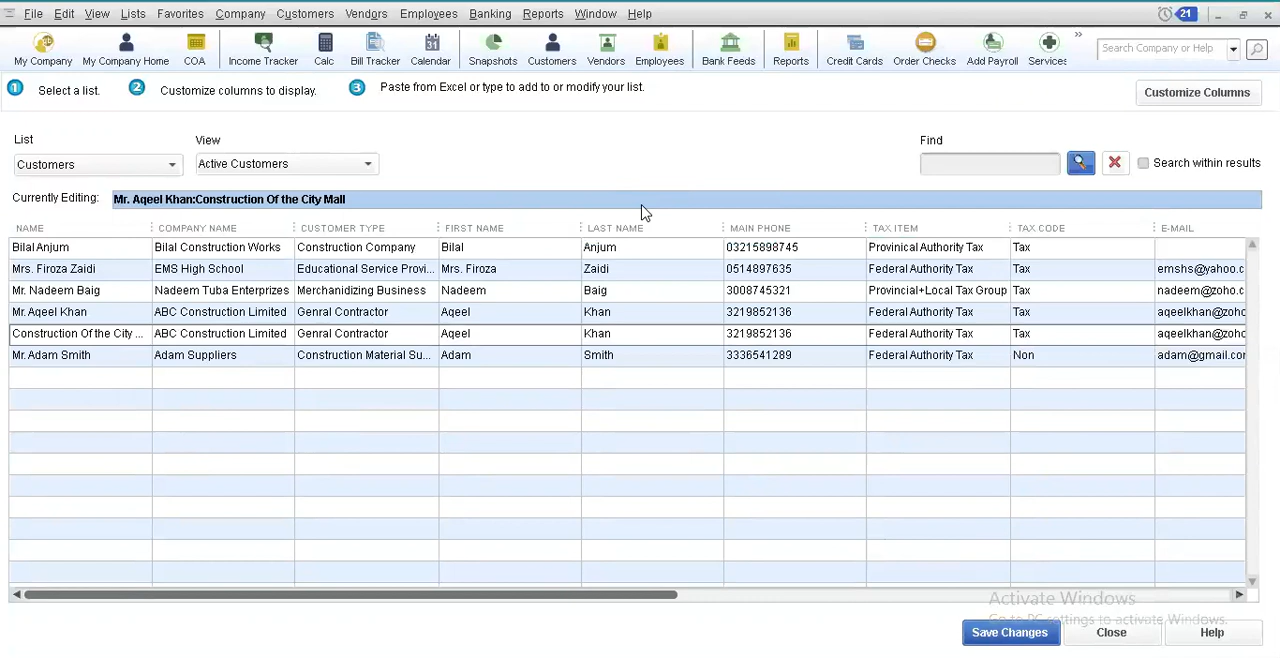 File Edit View Lists Favorites Company Customers Vendors Employees Banking Reports Window Help 21
My Company My Company Home COA Income Tracker Calc Bill Tracker 31 Calendar Snapshots Customers Vendors Employees Bank Feeds Reports Credit Cards Order Checks Add Payroll Services Search Company or Help
1 Select a list. 2 Customize columns to display. 3 Paste from Excel or type to add to or modify your list. Customize Columns
List View Find
Customers Active Customers Search within results
Currently Editing: Mr. Aqeel Khan:Construction Of the City Mall
NAME COMPANY NAME CUSTOMER TYPE FIRST NAME LAST NAME MAIN PHONE TAX ITEM TAX CODE E-MAIL
Bilal Anjum Bilal Construction Works Construction Company Bilal Anjum 03215898745 Provinical Authority Tax Tax
Mrs. Firoza Zaidi EMS High School Educational Service Provi... Mrs. Firoza Zaidi 0514897635 Federal Authority Tax Tax emshs@yahoo.c
Mr. Nadeem Baig Nadeem Tuba Enterprizes Merchandizing Business Nadeem Baig 3008745321 Provincial+Local Tax Group Tax nadeem@zoho.c
Mr. Aqeel Khan ABC Construction Limited Genral Contractor Aqeel Khan 3219852136 Federal Authority Tax Tax aqeelkhan@zoho
Construction Of the City ... ABC Construction Limited Genral Contractor Aqeel Khan 3219852136 Federal Authority Tax Tax aqeelkhan@zoho
Mr. Adam Smith Adam Suppliers Construction Material Su... Adam Smith 3336541289 Federal Authority Tax Non adam@gmail.com
Activate Windows
Go to PC settings to activate Windows.
Save Changes Close Help